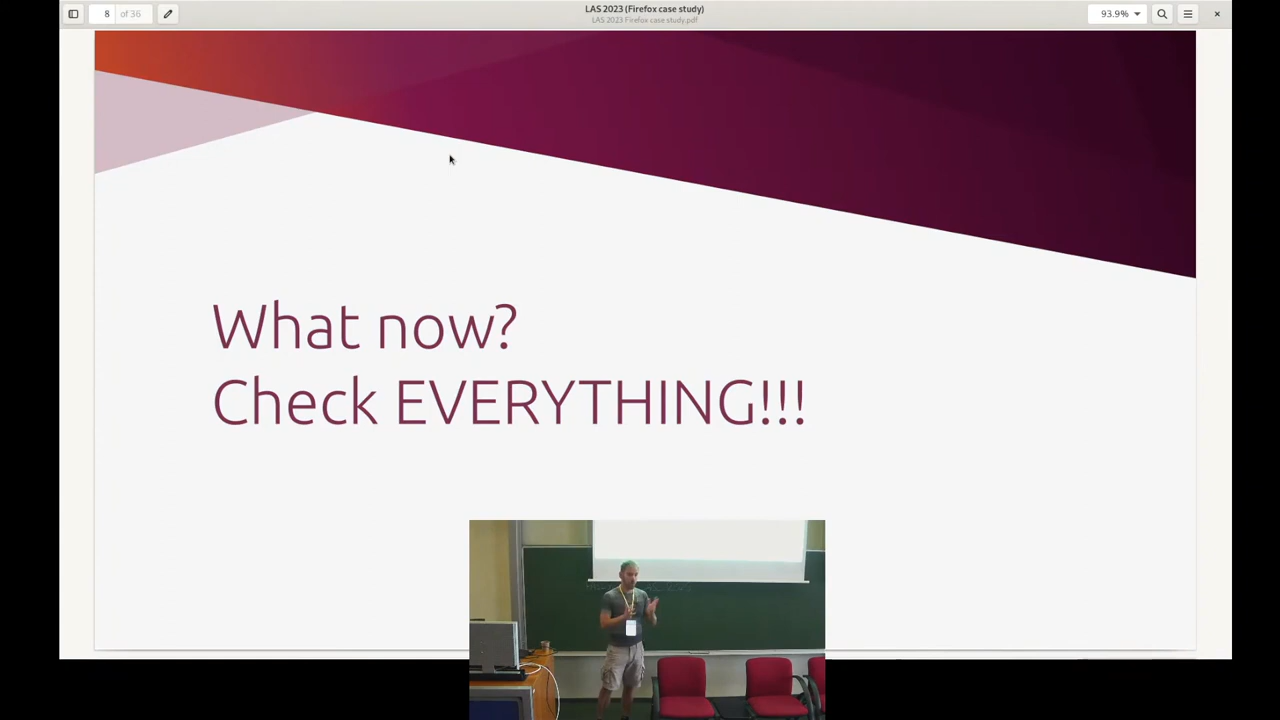 8 of 36
LAS 2023 (Firefox case study)
LAS 2023 Firefox case study.pdf
93.9%
What now?
Check EVERYTHING!!!